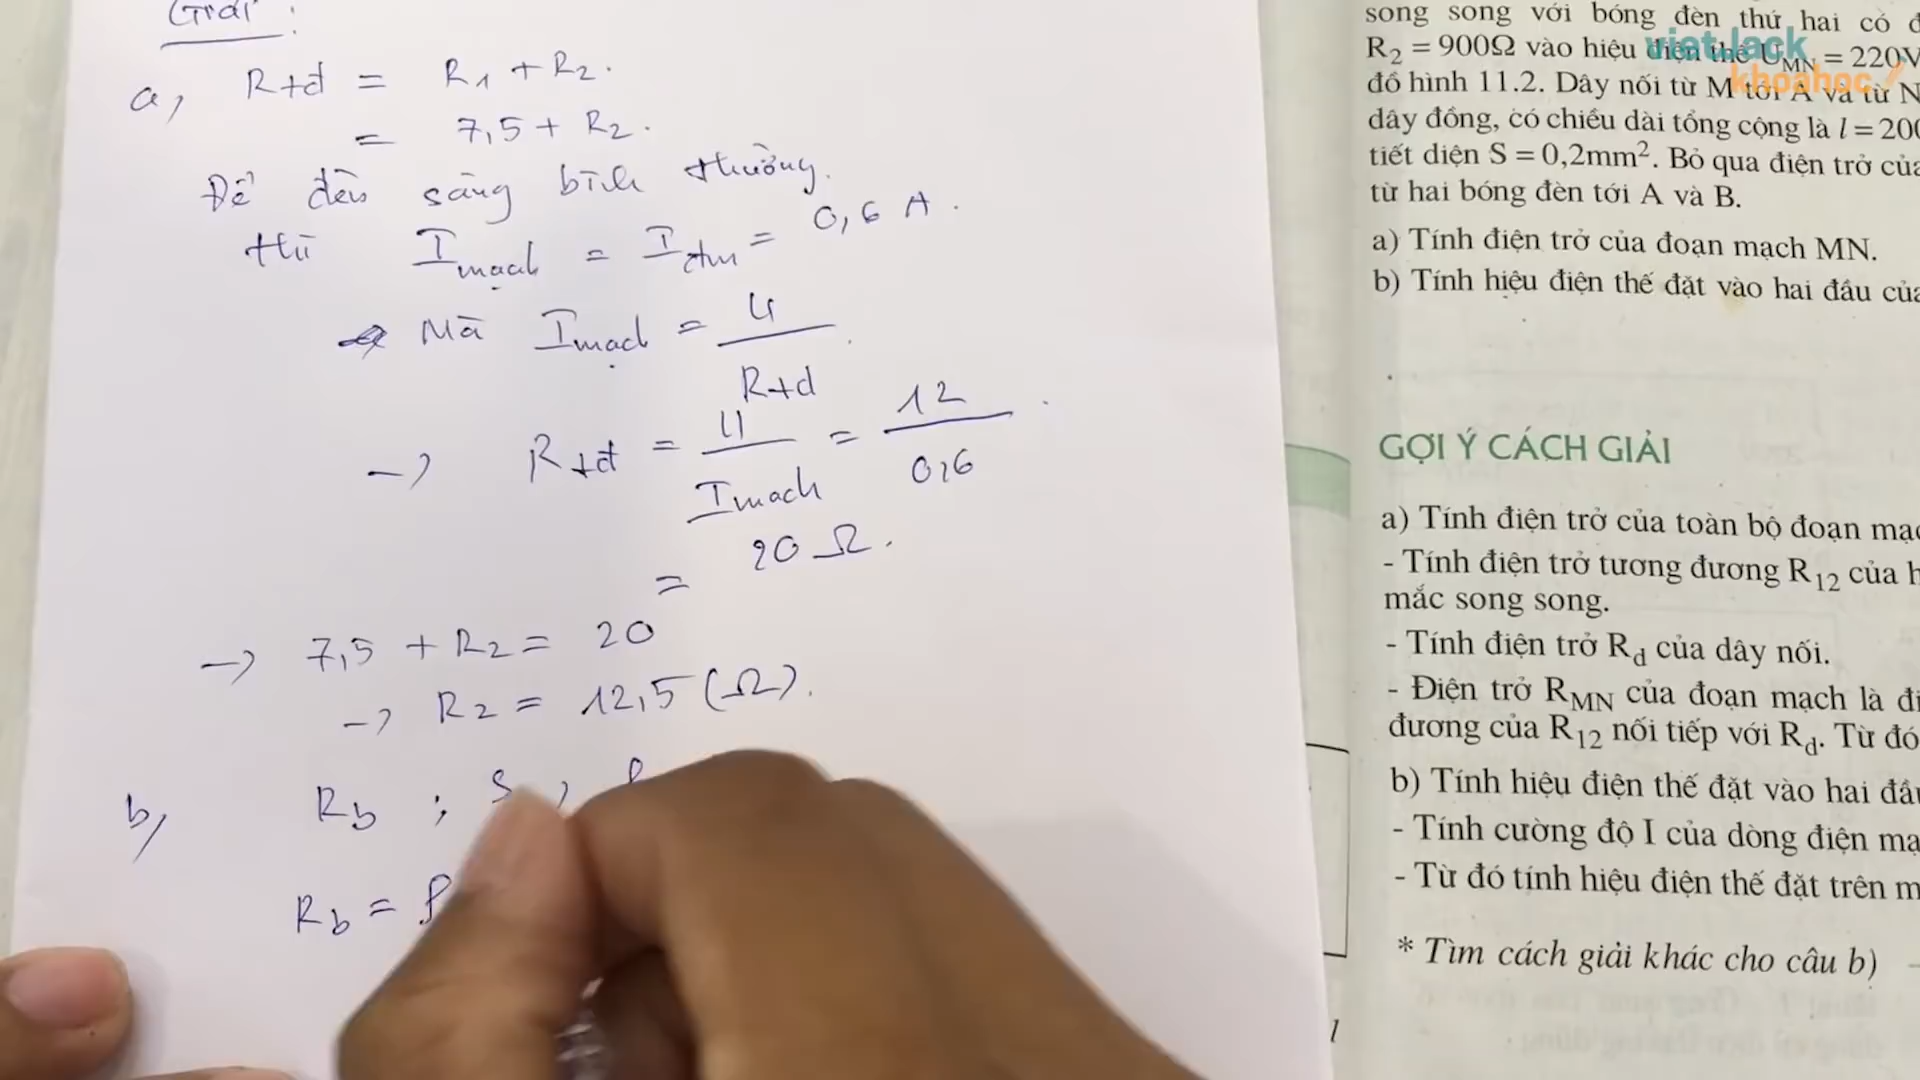 Giải:
a, Rtđ = R1 + R2.
= 7,5 + R2.
Để đèn sáng bình thường.
thì Imạch = Iđm = 0,6 A.
Mà Imạch = U / Rtđ
→ Rtđ = U / Imạch = 12 / 0,6
= 20 Ω.
→ 7,5 + R2 = 20
→ R2 = 12,5 (Ω).
b, Rb ; S ,
Rb = ρ
song song với bóng đèn thứ hai có
R2 = 900Ω vào hiệu điện thế UMN = 220V
đồ hình 11.2. Dây nối từ M tới A và từ N
dây đồng, có chiều dài tổng cộng là l = 200
tiết diện S = 0,2mm². Bỏ qua điện trở của
từ hai bóng đèn tới A và B.
a) Tính điện trở của đoạn mạch MN.
b) Tính hiệu điện thế đặt vào hai đầu của
GỢI Ý CÁCH GIẢI
a) Tính điện trở của toàn bộ đoạn mạc
- Tính điện trở tương đương R12 của h
mắc song song.
- Tính điện trở Rd của dây nối.
- Điện trở RMN của đoạn mạch là đi
đương của R12 nối tiếp với Rd. Từ đó
b) Tính hiệu điện thế đặt vào hai đầu
- Tính cường độ I của dòng điện mạ
- Từ đó tính hiệu điện thế đặt trên m
* Tìm cách giải khác cho câu b)
l
vietjack
khoahoc